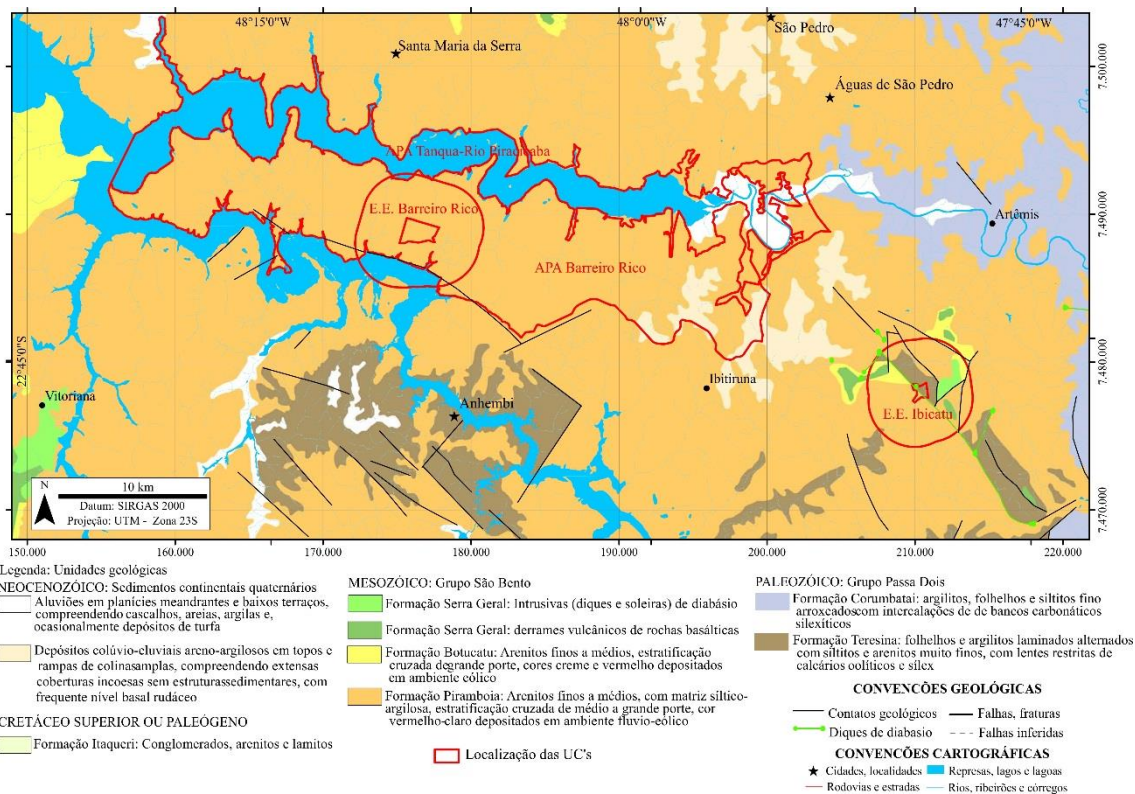 48°15'0"W
48°0'0"W
47°45'0"W
São Pedro
Santa Maria da Serra
7.500.000
Águas de São Pedro
APA Tanquã-Rio Piracicaba
E.E. Barreiro Rico
Artêmis
7.490.000
APA Barreiro Rico
22°45'0"S
7.480.000
Ibitiruna
Vitoriana
Anhembi
E.E. Ibicatu
N
10 km
Datum: SIRGAS 2000
Projeção: UTM - Zona 23S
7.470.000
150.000
160.000
170.000
180.000
190.000
200.000
210.000
220.000
Legenda: Unidades geológicas
NEOCENOZÓICO: Sedimentos continentais quaternários
Aluviões em planícies meandrantes e baixos terraços,
compreendendo cascalhos, areias, argilas e,
ocasionalmente depósitos de turfa
Depósitos colúvio-eluviais areno-argilosos em topos e
rampas de colinasamplas, compreendendo extensas
coberturas incoesas sem estruturassedimentares, com
frequente nível basal rudáceo
CRETÁCEO SUPERIOR OU PALEÓGENO
Formação Itaqueri: Conglomerados, arenitos e lamitos
MESOZÓICO: Grupo São Bento
Formação Serra Geral: Intrusivas (diques e soleiras) de diabásio
Formação Serra Geral: derrames vulcânicos de rochas basálticas
Formação Botucatu: Arenitos finos a médios, estratificação
cruzada degrande porte, cores creme e vermelho depositados
em ambiente eólico
Formação Piramboia: Arenitos finos a médios, com matriz síltico-
argilosa, estratificação cruzada de médio a grande porte, cor
vermelho-claro depositados em ambiente fluvio-eólico
Localização das UC's
PALEOZÓICO: Grupo Passa Dois
Formação Corumbatai: argilitos, folhelhos e siltitos fino
arroxcadoscom intercalações de de bancos carbonáticos
silexíticos
Formação Teresina: folhelhos e argilitos laminados alternados
com siltitos e arenitos muito finos, com lentes restritas de
calcários oolíticos e sílex
CONVENCÕES GEOLÓGICAS
Contatos geológicos
Falhas, fraturas
Diques de diabasio
Falhas inferidas
CONVENCÕES CARTOGRÁFICAS
Cidades, localidades
Represas, lagos e lagoas
Rodovias e estradas
Rios, ribeirões e córregos